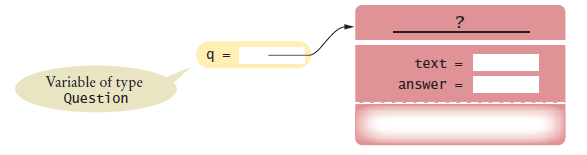 ?
q =
text =
answer =
Variable of type
Question